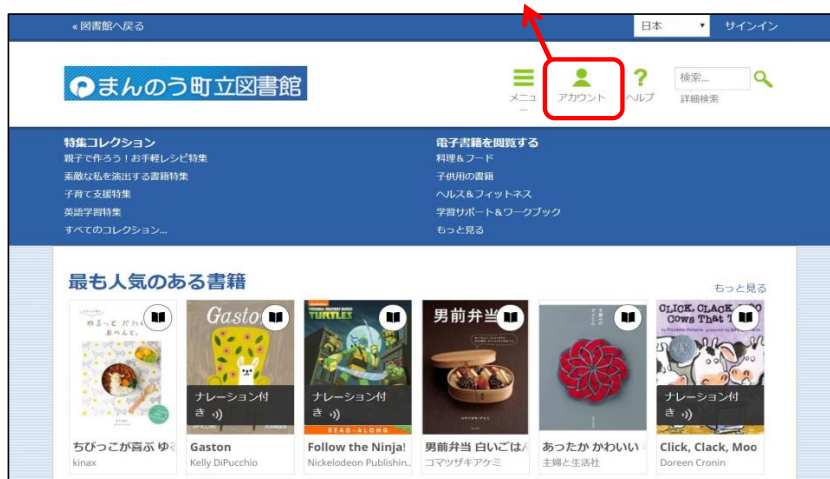 « 図書館へ戻る
日本
サインイン
まんのう町立図書館
メニュー
アカウント
ヘルプ
検索...
詳細検索
特集コレクション
親子で作ろう！お手軽レシピ特集
素敵な私を演出する書籍特集
子育て支援特集
英語学習特集
すべてのコレクション...
電子書籍を閲覧する
料理&フード
子供用の書籍
ヘルス&フィットネス
学習サポート&ワークブック
もっと見る
最も人気のある書籍
もっと見る
Gaston
TURTLES
男前弁当
CLICK, CLACK,
Cows That
ナレーション付き
ナレーション付き
ナレーション付き
READ-ALONG
ちびっこが喜ぶ ゆ
kinax
Gaston
Kelly DiPucchio
Follow the Ninja!
Nickelodeon Publishin..
男前弁当 白いごは
コマツザキアケミ
あったか かわいい
主婦と生活社
Click, Clack, Moo
Doreen Cronin